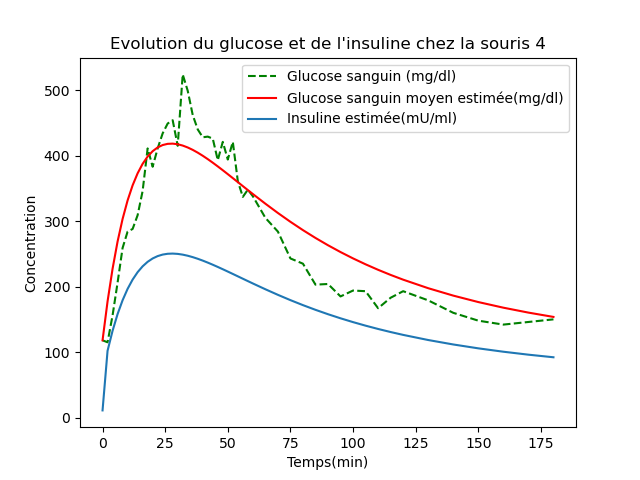 Evolution du glucose et de l'insuline chez la souris 4
Glucose sanguin (mg/dl)
Glucose sanguin moyen estimée(mg/dl)
Insuline estimée(mU/ml)
Concentration
500
400
300
200
100
0
0 25 50 75 100 125 150 175
Temps(min)